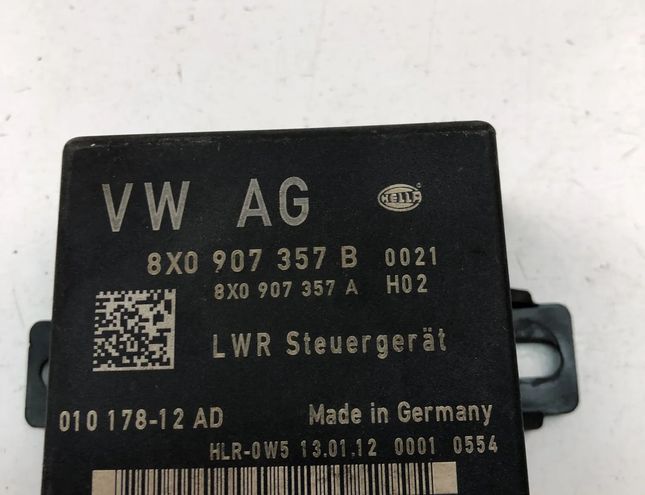 VW AG HELLA
8X0 907 357 B 0021
8X0 907 357 A H02
LWR Steuergerät
010 178-12 AD Made in Germany
HLR-0W5 13.01.12 0001 0554